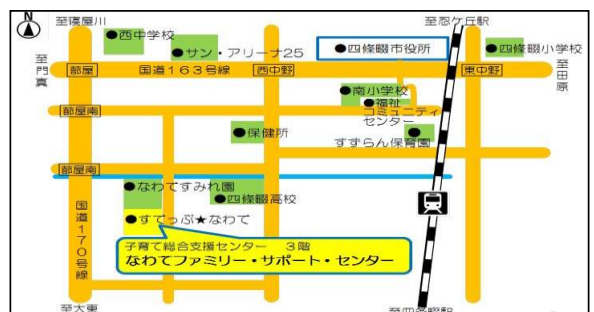 至寝屋川
至忍ケ丘駅
●西中学校
●サン・アリーナ25
●四條畷市役所
●四條畷小学校
至門真
部屋
国道163号線
西中野
東中野
至田原
●南小学校
●福祉
コミュニティ
センター
部屋南
●保健所
●
すずらん保育園
部屋南
●なわてすみれ園
●四條畷高校
国道170号線
●すてっぷ★なわて
子育て総合支援センター 3階
なわてファミリー・サポート・センター
至大東
至四条畷駅